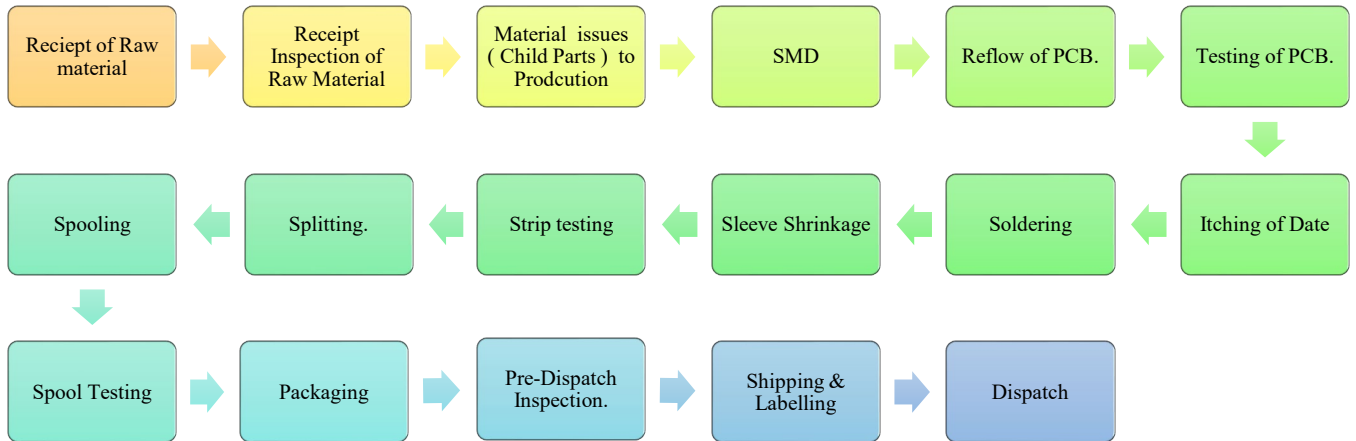 Reciept of Raw
material
Receipt
Inspection of
Raw Material
Material issues
( Child Parts ) to
Prodcution
SMD
Reflow of PCB.
Testing of PCB.
Itching of Date
Soldering
Sleeve Shrinkage
Strip testing
Splitting.
Spooling
Spool Testing
Packaging
Pre-Dispatch
Inspection.
Shipping &
Labelling
Dispatch